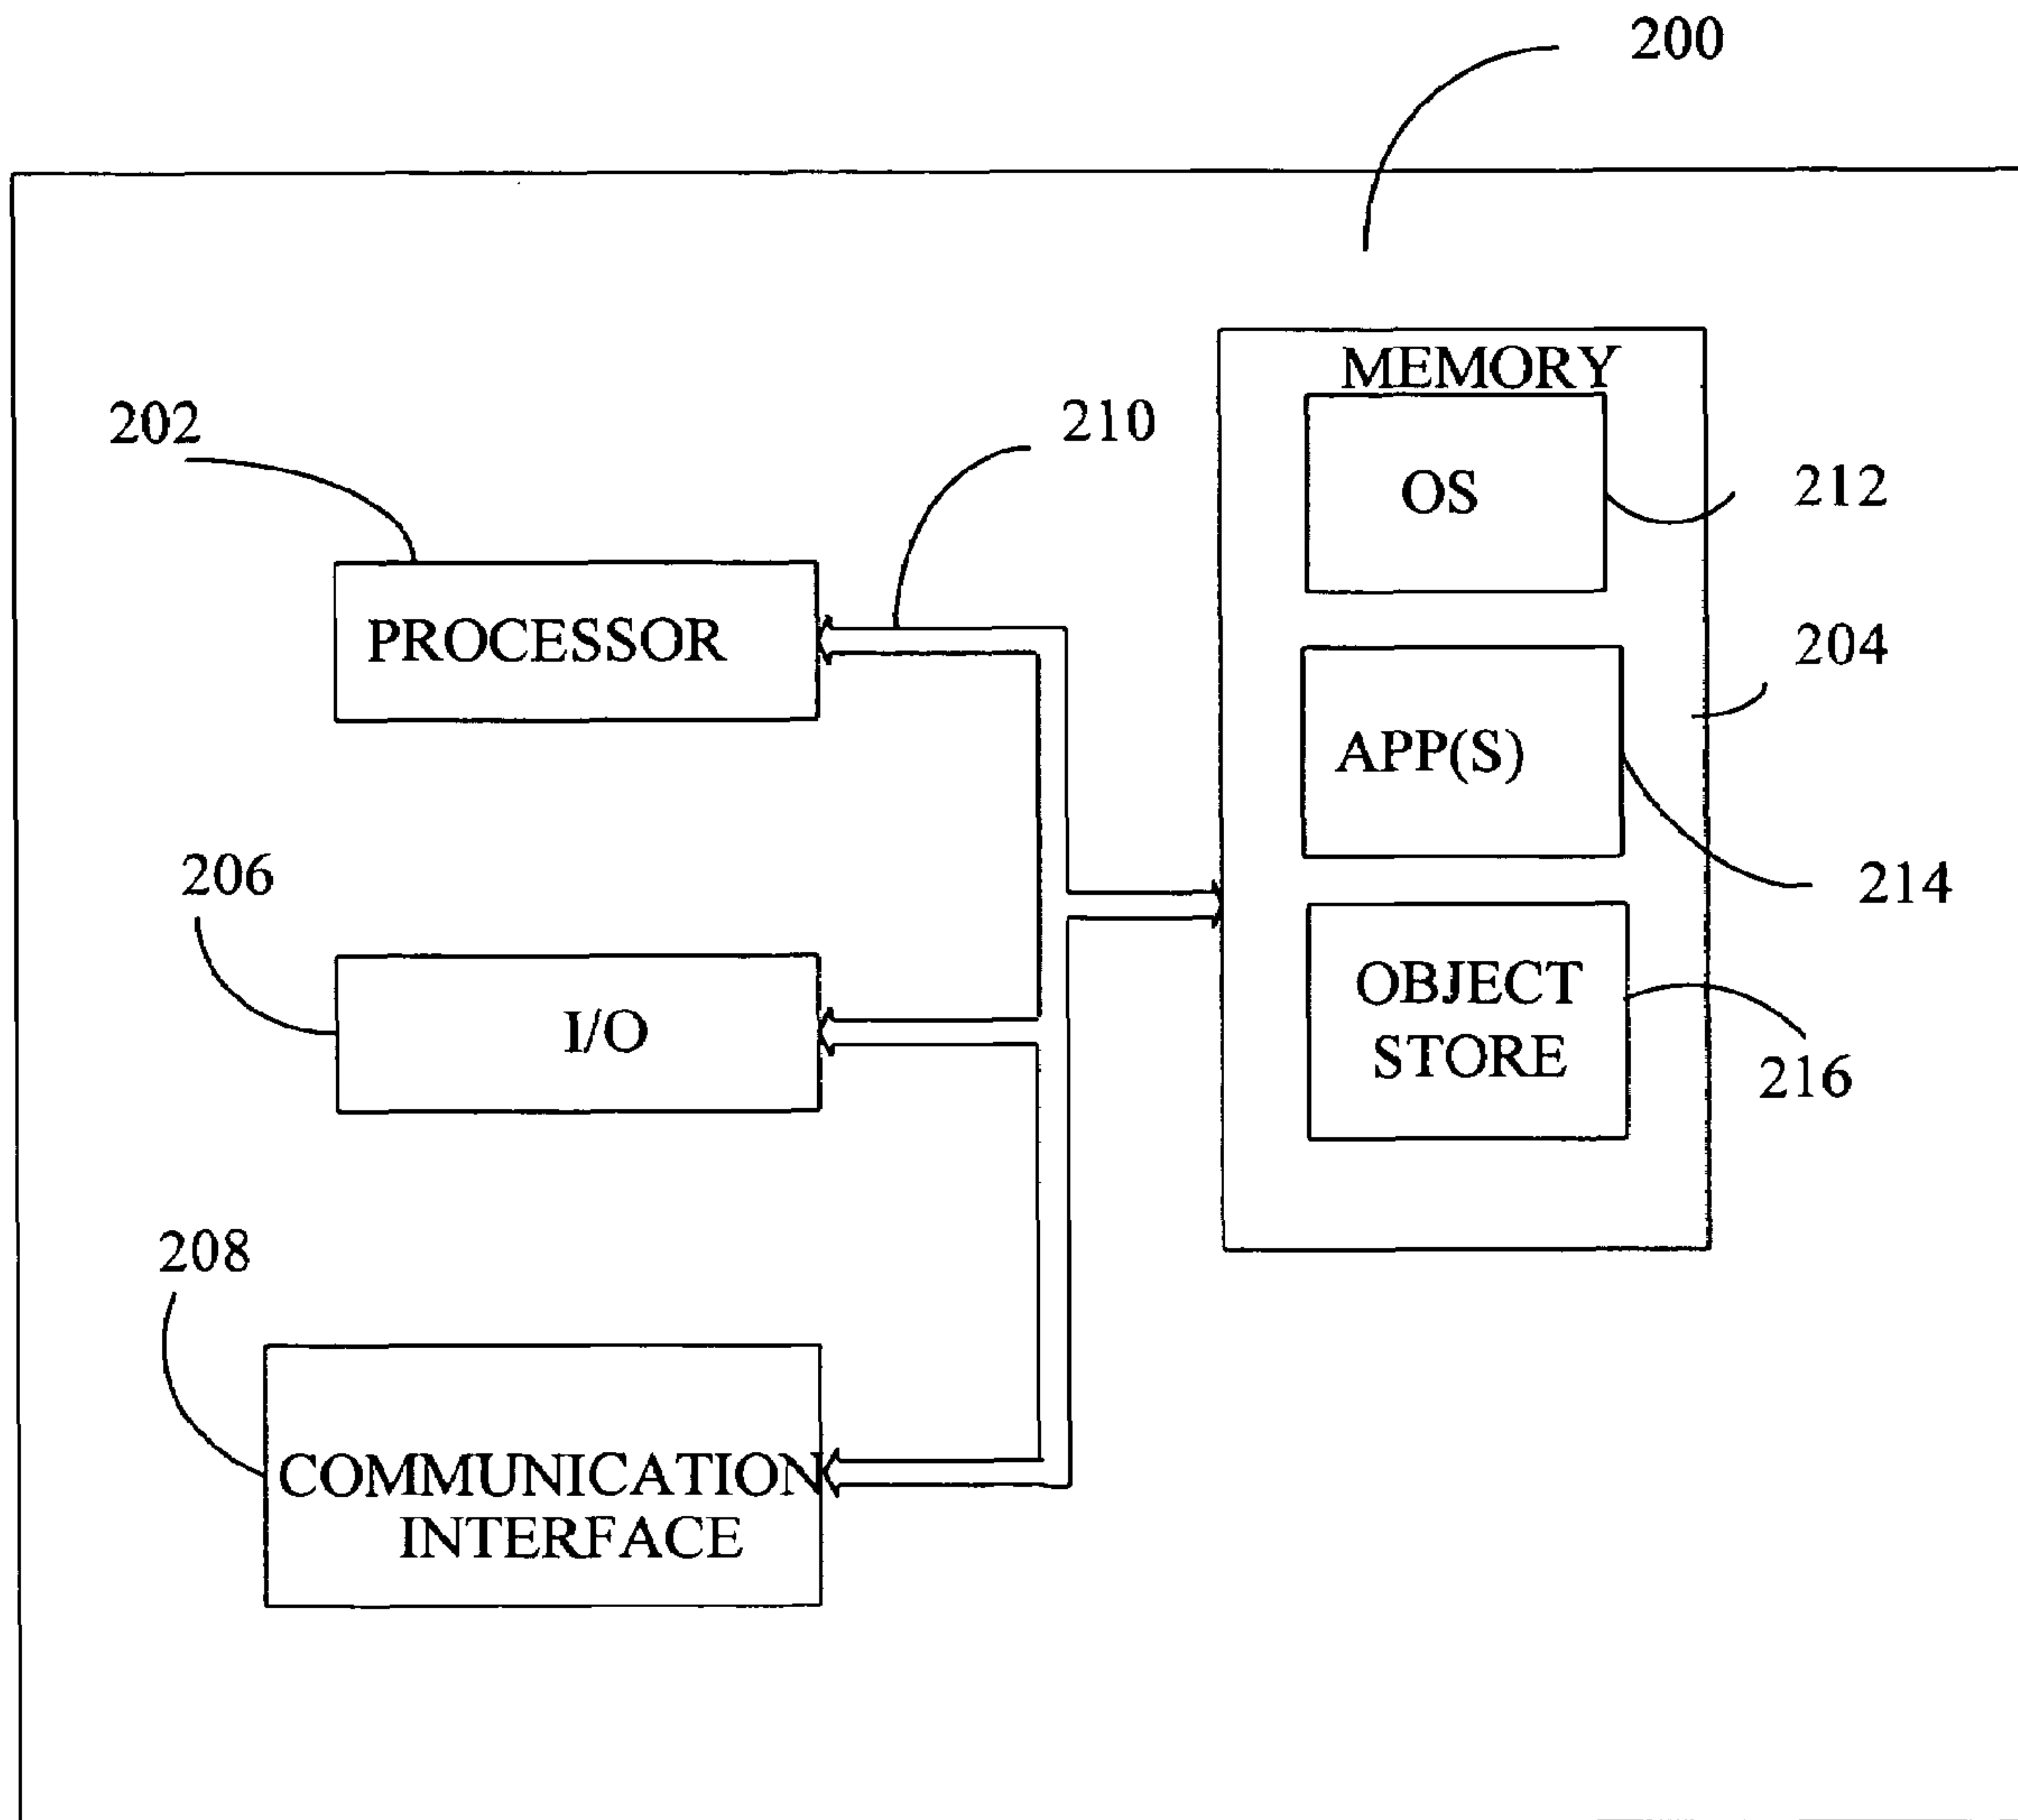 200
MEMORY
202
210
OS
212
PROCESSOR
204
APP(S)
206
214
I/O
OBJECT
STORE
216
208
COMMUNICATION
INTERFACE